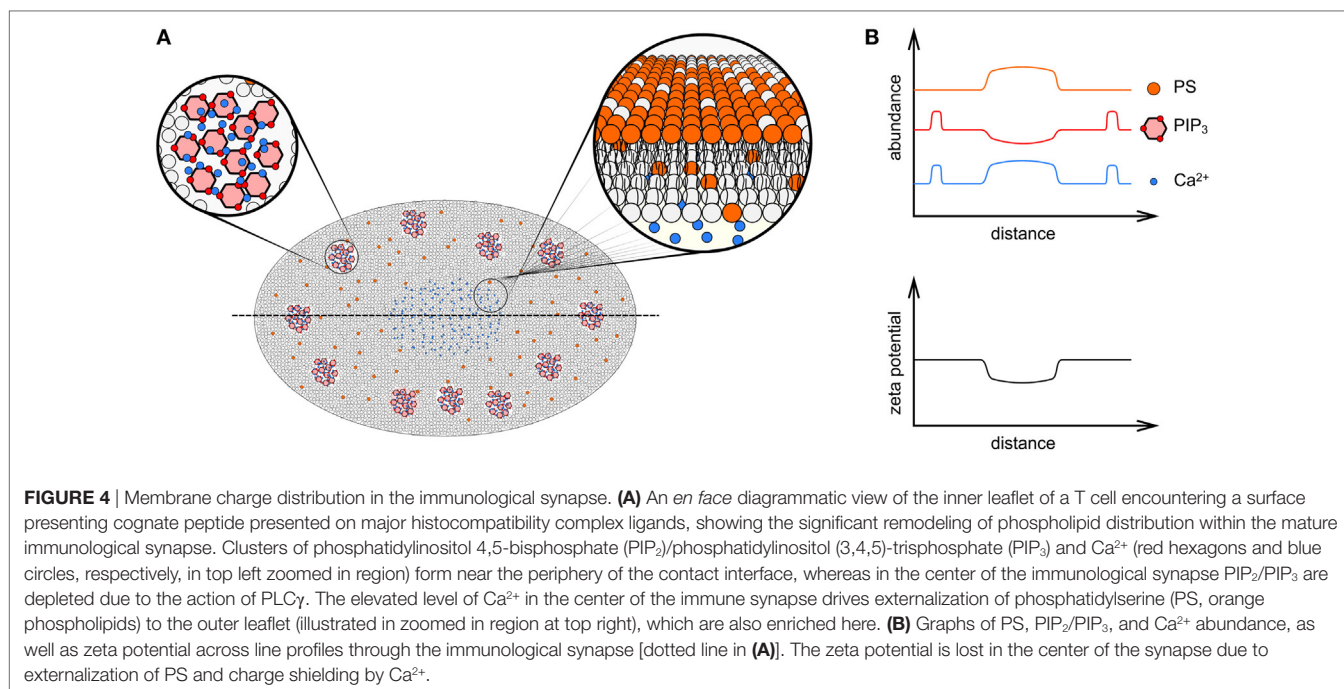 A
B
abundance
PS
PIP₃
Ca²⁺
distance
zeta potential
distance
FIGURE 4 | Membrane charge distribution in the immunological synapse. (A) An en face diagrammatic view of the inner leaflet of a T cell encountering a surface
presenting cognate peptide presented on major histocompatibility complex ligands, showing the significant remodeling of phospholipid distribution within the mature
immunological synapse. Clusters of phosphatidylinositol 4,5-bisphosphate (PIP₂)/phosphatidylinositol (3,4,5)-trisphosphate (PIP₃) and Ca²⁺ (red hexagons and blue
circles, respectively, in top left zoomed in region) form near the periphery of the contact interface, whereas in the center of the immunological synapse PIP₂/PIP₃ are
depleted due to the action of PLCγ. The elevated level of Ca²⁺ in the center of the immune synapse drives externalization of phosphatidylserine (PS, orange
phospholipids) to the outer leaflet (illustrated in zoomed in region at top right), which are also enriched here. (B) Graphs of PS, PIP₂/PIP₃, and Ca²⁺ abundance, as
well as zeta potential across line profiles through the immunological synapse [dotted line in (A)]. The zeta potential is lost in the center of the synapse due to
externalization of PS and charge shielding by Ca²⁺.